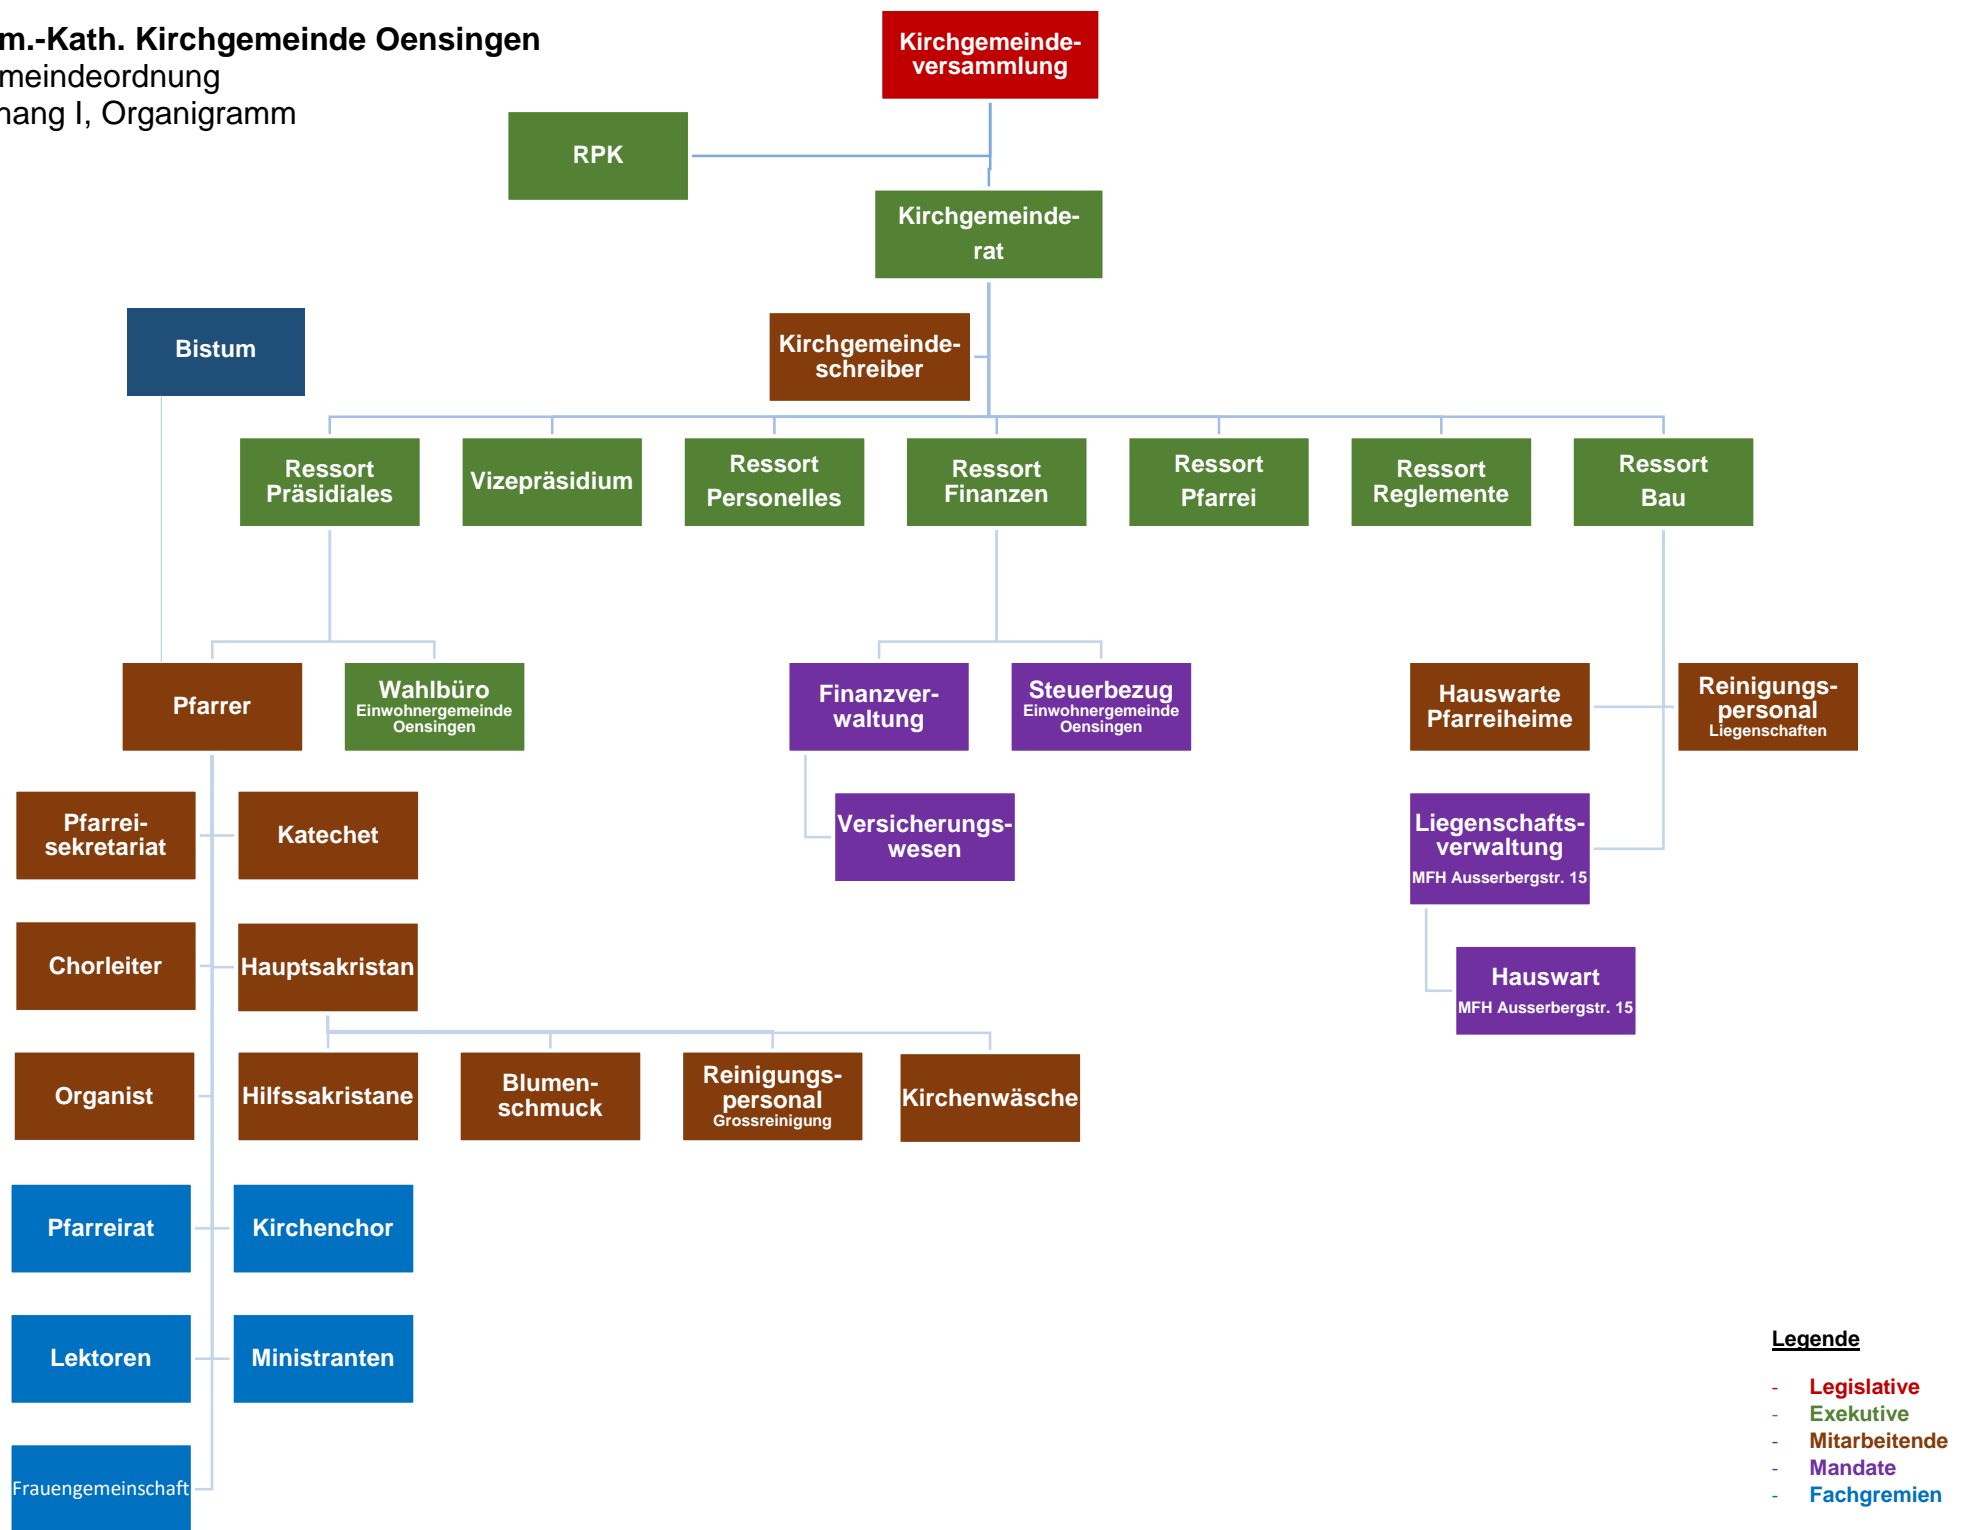 m.-Kath. Kirchgemeinde Oensingen
meindeordnung
nang I, Organigramm
Kirchgemeinde-
versammlung
RPK
Kirchgemeinde-
rat
Bistum
Kirchgemeinde-
schreiber
Ressort
Präsidiales
Vizepräsidium
Ressort
Personelles
Ressort
Finanzen
Ressort
Pfarrei
Ressort
Reglemente
Ressort
Bau
Pfarrer
Wahlbüro
Einwohnergemeinde
Oensingen
Finanzver-
waltung
Steuerbezug
Einwohnergemeinde
Oensingen
Hauswarte
Pfarreiheime
Reinigungs-
personal
Liegenschaften
Pfarrei-
sekretariat
Katechet
Versicherungs-
wesen
Liegenschafts-
verwaltung
MFH Ausserbergstr. 15
Chorleiter
Hauptsakristan
Hauswart
MFH Ausserbergstr. 15
Organist
Hilfssakristane
Blumen-
schmuck
Reinigungs-
personal
Grossreinigung
Kirchenwäsche
Pfarreirat
Kirchenchor
Lektoren
Ministranten
Frauengemeinschaft
Legende
- Legislative
- Exekutive
- Mitarbeitende
- Mandate
- Fachgremien